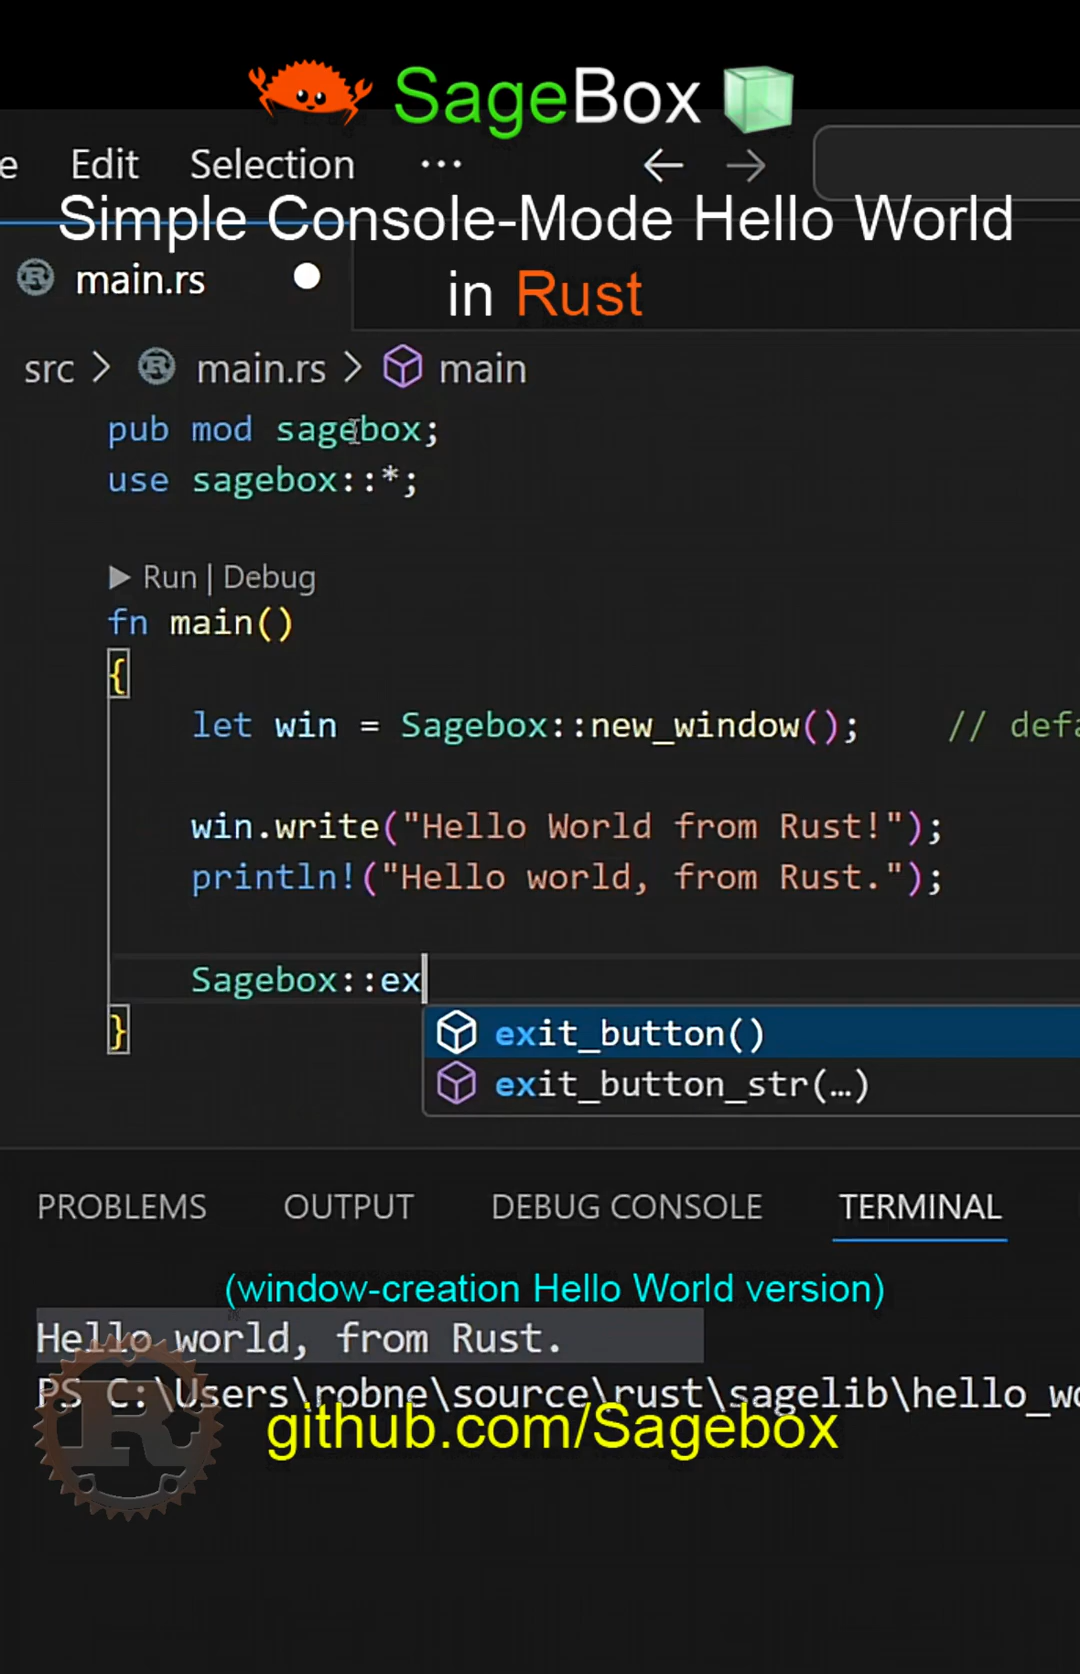 SageBox
e Edit Selection ···
Simple Console-Mode Hello World
main.rs
in Rust
src > main.rs > main
pub mod sagebox;
use sagebox::*;
Run | Debug
fn main()
{
let win = Sagebox::new_window(); // defa
win.write("Hello World from Rust!");
println!("Hello world, from Rust.");
Sagebox::ex
exit_button()
exit_button_str(…)
}
PROBLEMS OUTPUT DEBUG CONSOLE TERMINAL
(window-creation Hello World version)
Hello world, from Rust.
PS C:\Users\robne\source\rust\sagelib\hello_wo
github.com/Sagebox